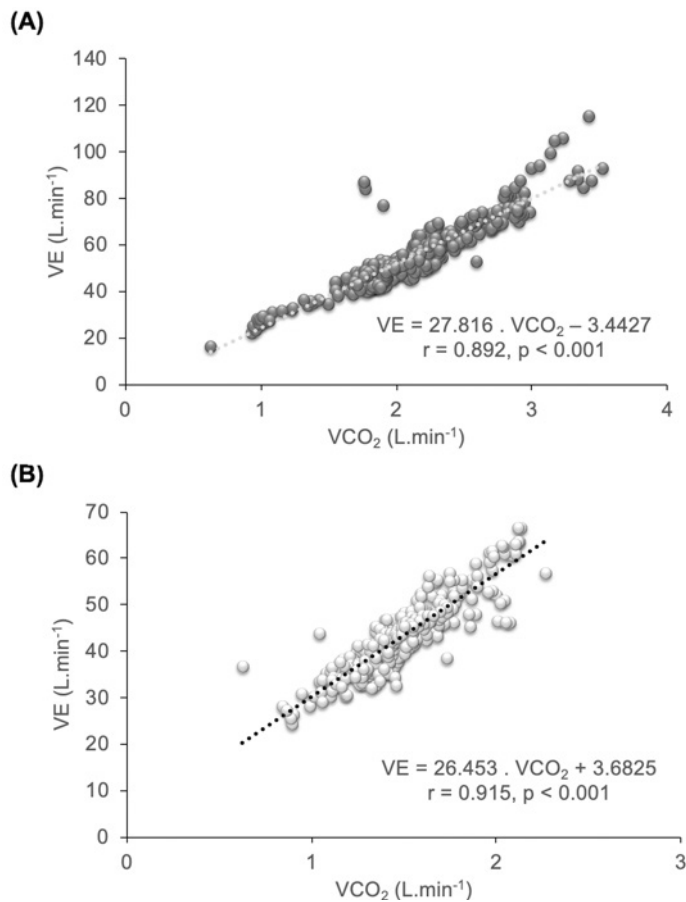 (A)
140
120
100
80
60
40
20
0
VE (L.min⁻¹)
VE = 27.816 . VCO₂ – 3.4427
r = 0.892, p < 0.001
0 1 2 3 4
VCO₂ (L.min⁻¹)
(B)
70
60
50
40
30
20
10
0
VE (L.min⁻¹)
VE = 26.453 . VCO₂ + 3.6825
r = 0.915, p < 0.001
0 1 2 3
VCO₂ (L.min⁻¹)